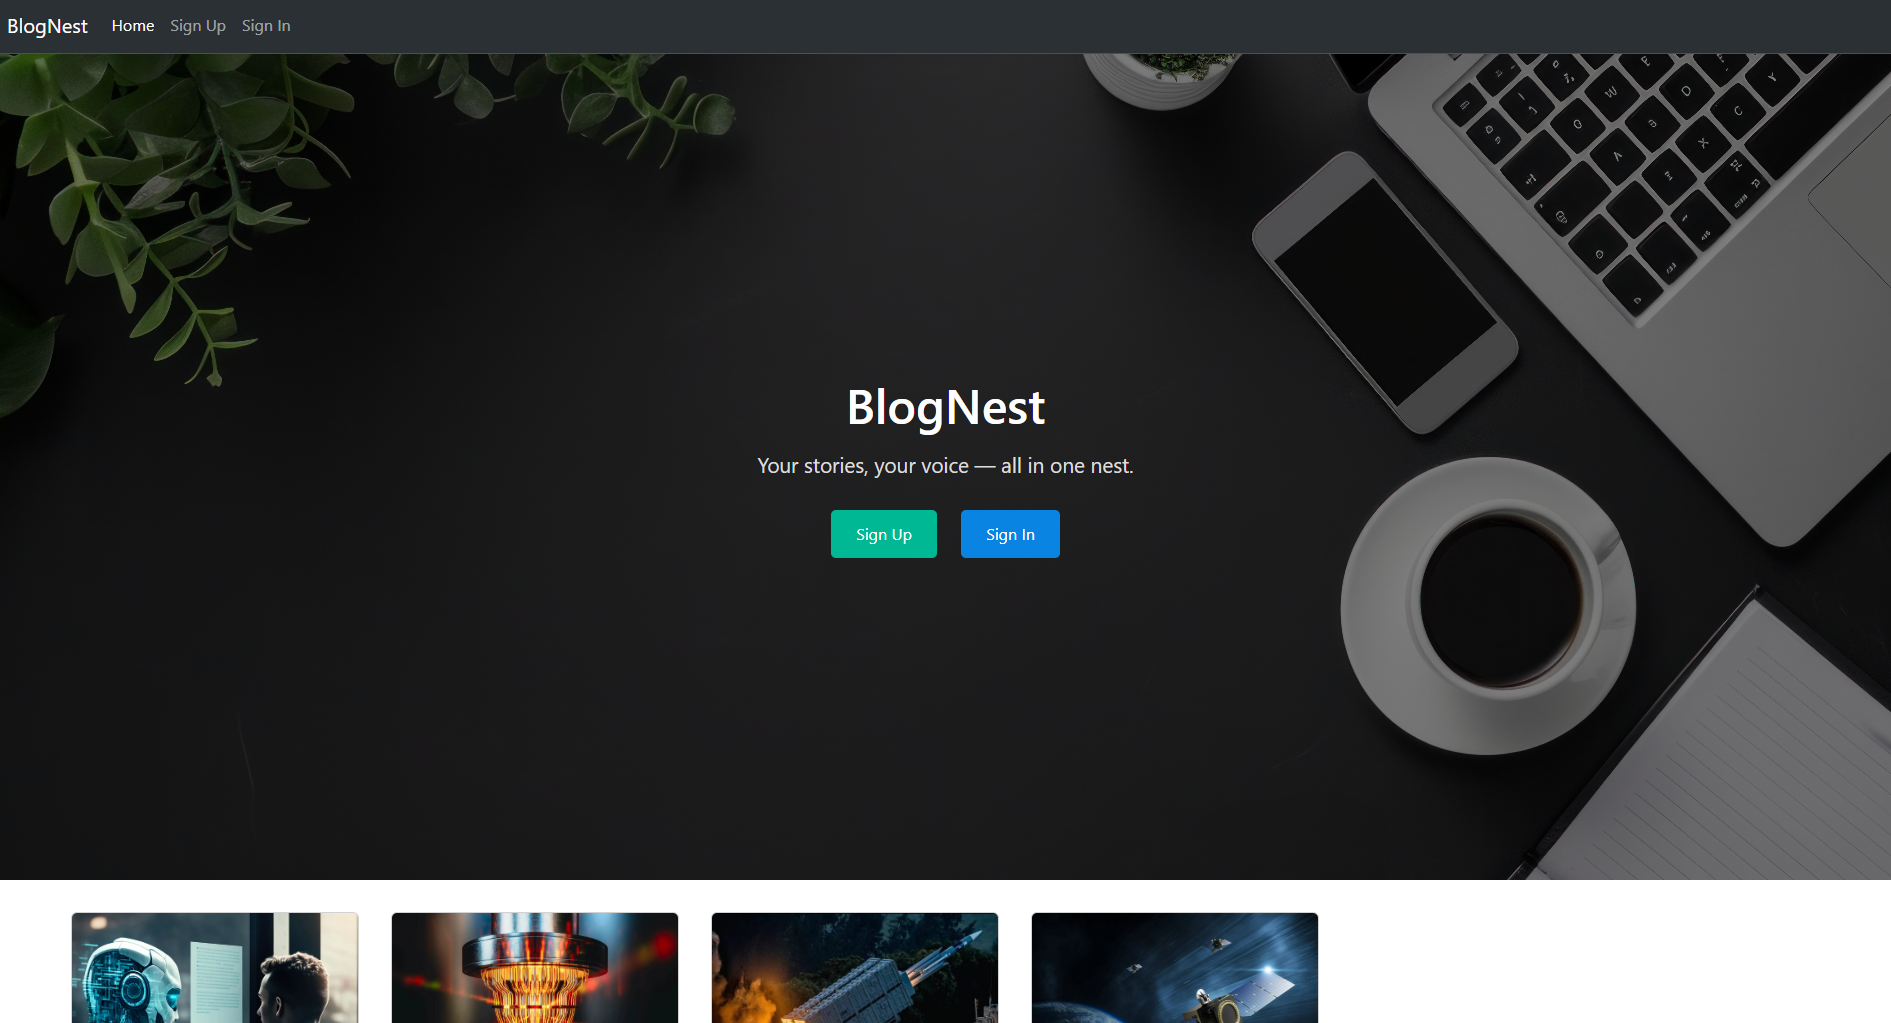 BlogNest Home Sign Up Sign In
BlogNest
Your stories, your voice — all in one nest.
Sign Up Sign In